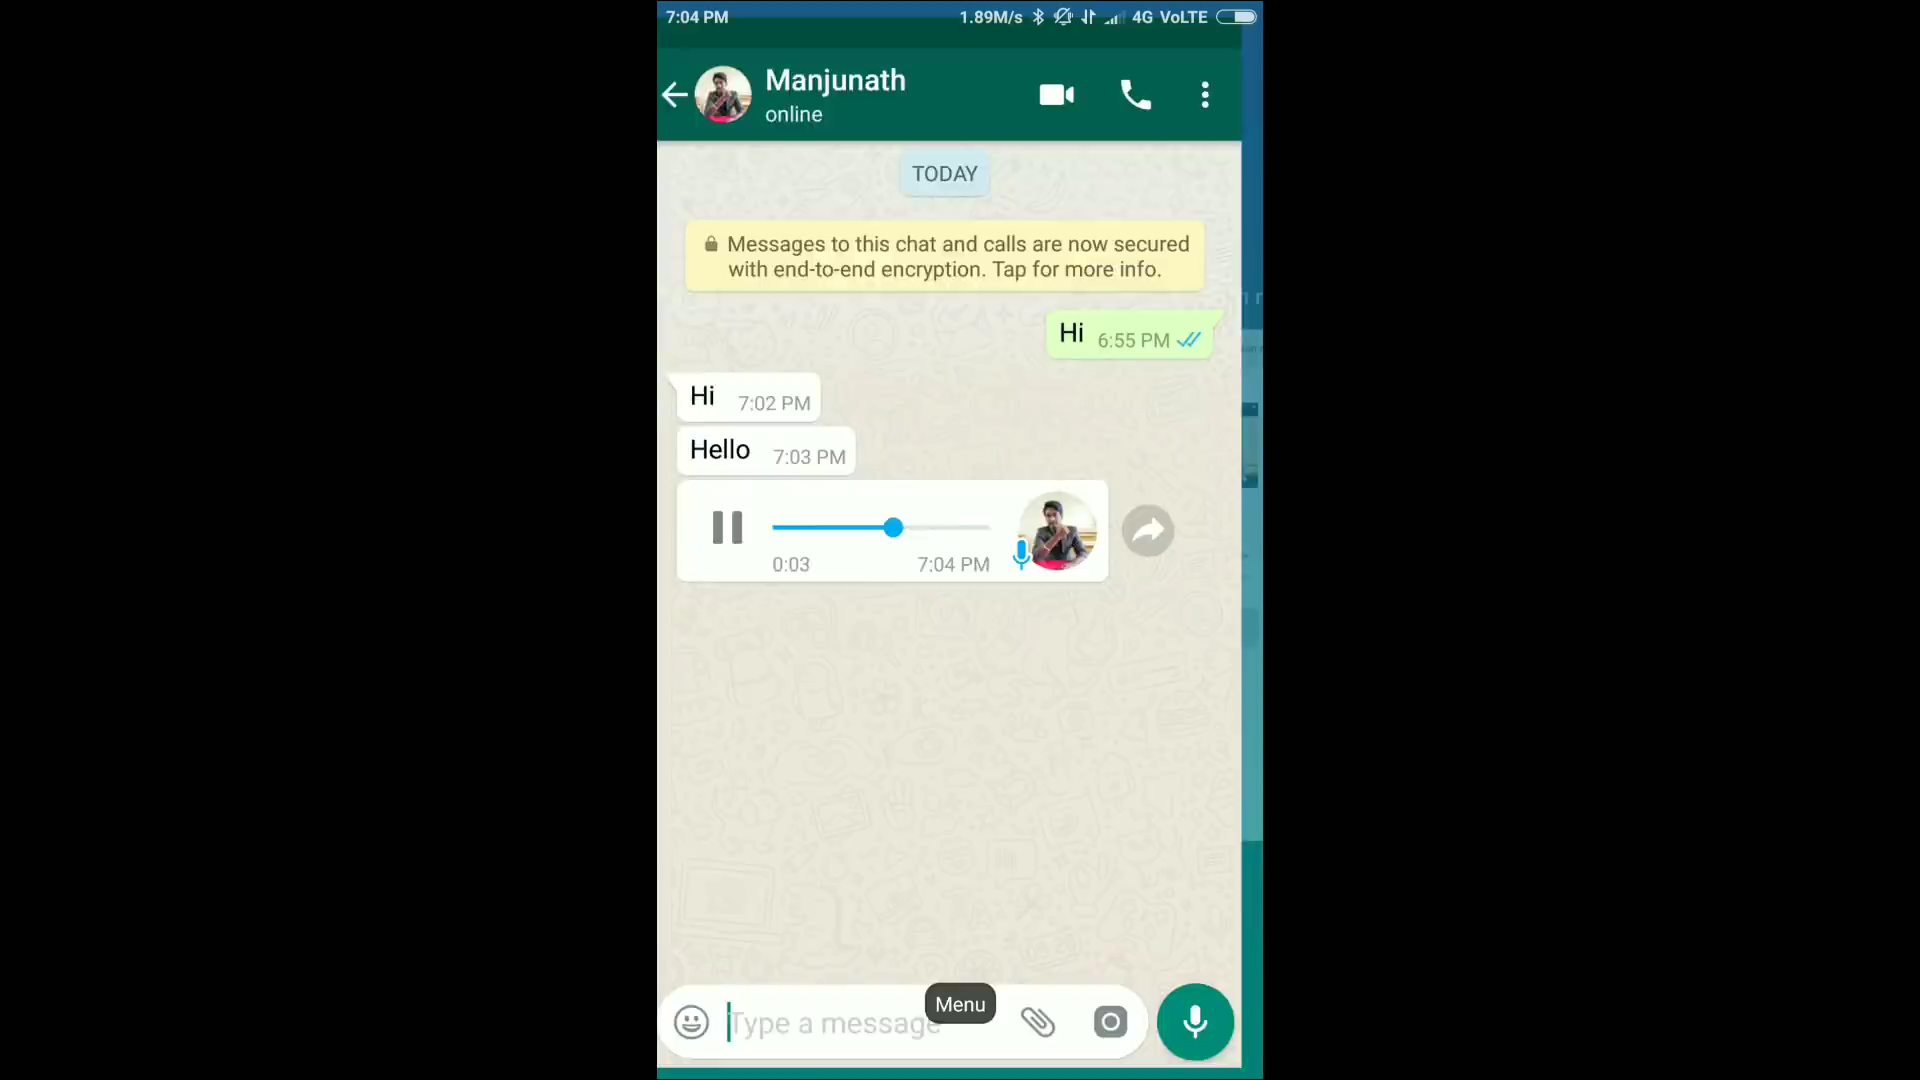 7:04 PM 1.89M/s 4G VoLTE
Manjunath
online
TODAY
Messages to this chat and calls are now secured
with end-to-end encryption. Tap for more info.
Hi 6:55 PM
Hi 7:02 PM
Hello 7:03 PM
0:03 7:04 PM
Menu
Type a message